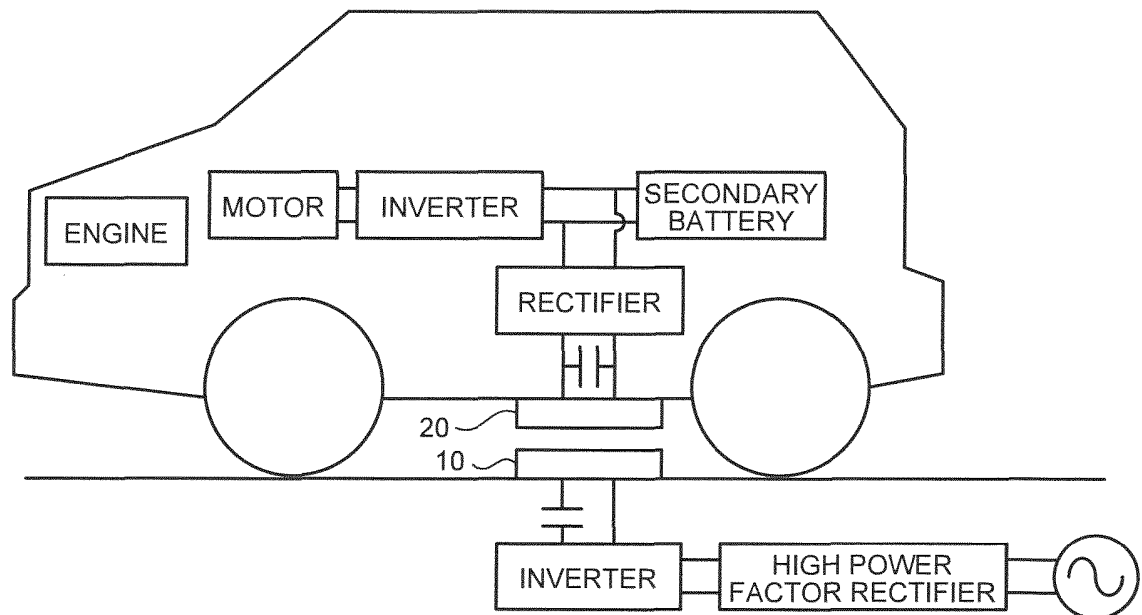 ENGINE
MOTOR
INVERTER
SECONDARY
BATTERY
RECTIFIER
20
10
INVERTER
HIGH POWER
FACTOR RECTIFIER